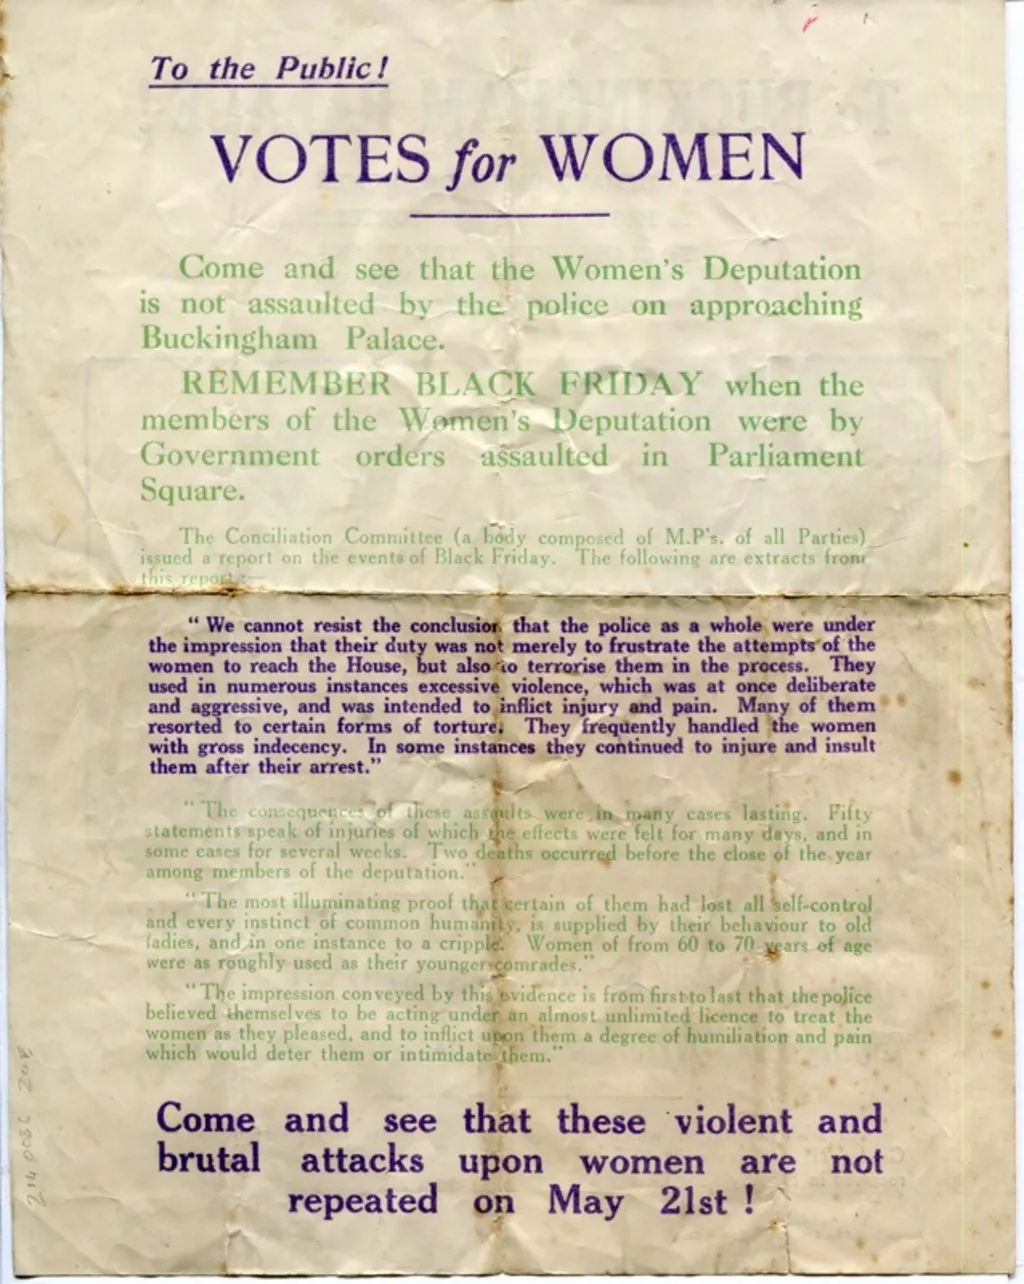 To the Public!
VOTES for WOMEN
Come and see that the Women's Deputation
is not assaulted by the police on approaching
Buckingham Palace.
REMEMBER BLACK FRIDAY when the
members of the Women's Deputation were by
Government orders assaulted in Parliament
Square.
The Conciliation Committee (a body composed of M.P's. of all Parties)
issued a report on the events of Black Friday. The following are extracts from
this report:—
"We cannot resist the conclusion that the police as a whole were under
the impression that their duty was not merely to frustrate the attempts of the
women to reach the House, but also to terrorise them in the process. They
used in numerous instances excessive violence, which was at once deliberate
and aggressive, and was intended to inflict injury and pain. Many of them
resorted to certain forms of torture. They frequently handled the women
with gross indecency. In some instances they continued to injure and insult
them after their arrest."
"The consequences of these assaults were in many cases lasting. Fifty
statements speak of injuries of which the effects were felt for many days, and in
some cases for several weeks. Two deaths occurred before the close of the year
among members of the deputation."
"The most illuminating proof that certain of them had lost all self-control
and every instinct of common humanity, is supplied by their behaviour to old
ladies, and in one instance to a cripple. Women of from 60 to 70 years of age
were as roughly used as their younger comrades."
"The impression conveyed by this evidence is from first to last that the police
believed themselves to be acting under an almost unlimited licence to treat the
women as they pleased, and to inflict upon them a degree of humiliation and pain
which would deter them or intimidate them."
Come and see that these violent and
brutal attacks upon women are not
repeated on May 21st!